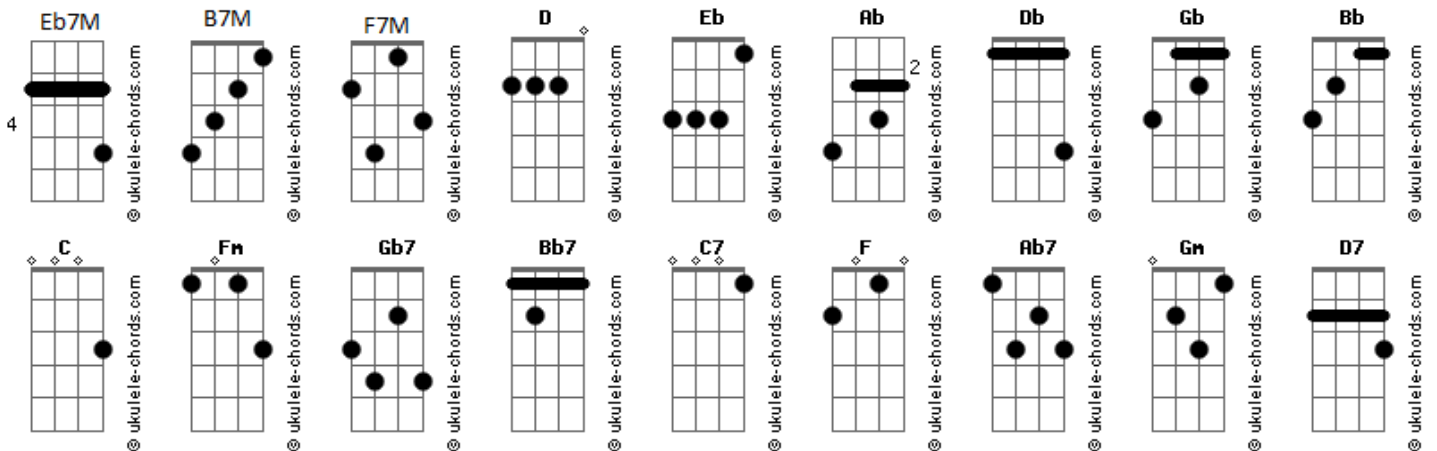 Eb7M B7M F7M D Eb Ab Db Gb Bb
4 2
© ukulele-chords.com © ukulele-chords.com © ukulele-chords.com © ukulele-chords.com © ukulele-chords.com © ukulele-chords.com © ukulele-chords.com © ukulele-chords.com © ukulele-chords.com
C Fm Gb7 Bb7 C7 F Ab7 Gm D7
© ukulele-chords.com © ukulele-chords.com © ukulele-chords.com © ukulele-chords.com © ukulele-chords.com © ukulele-chords.com © ukulele-chords.com © ukulele-chords.com © ukulele-chords.com